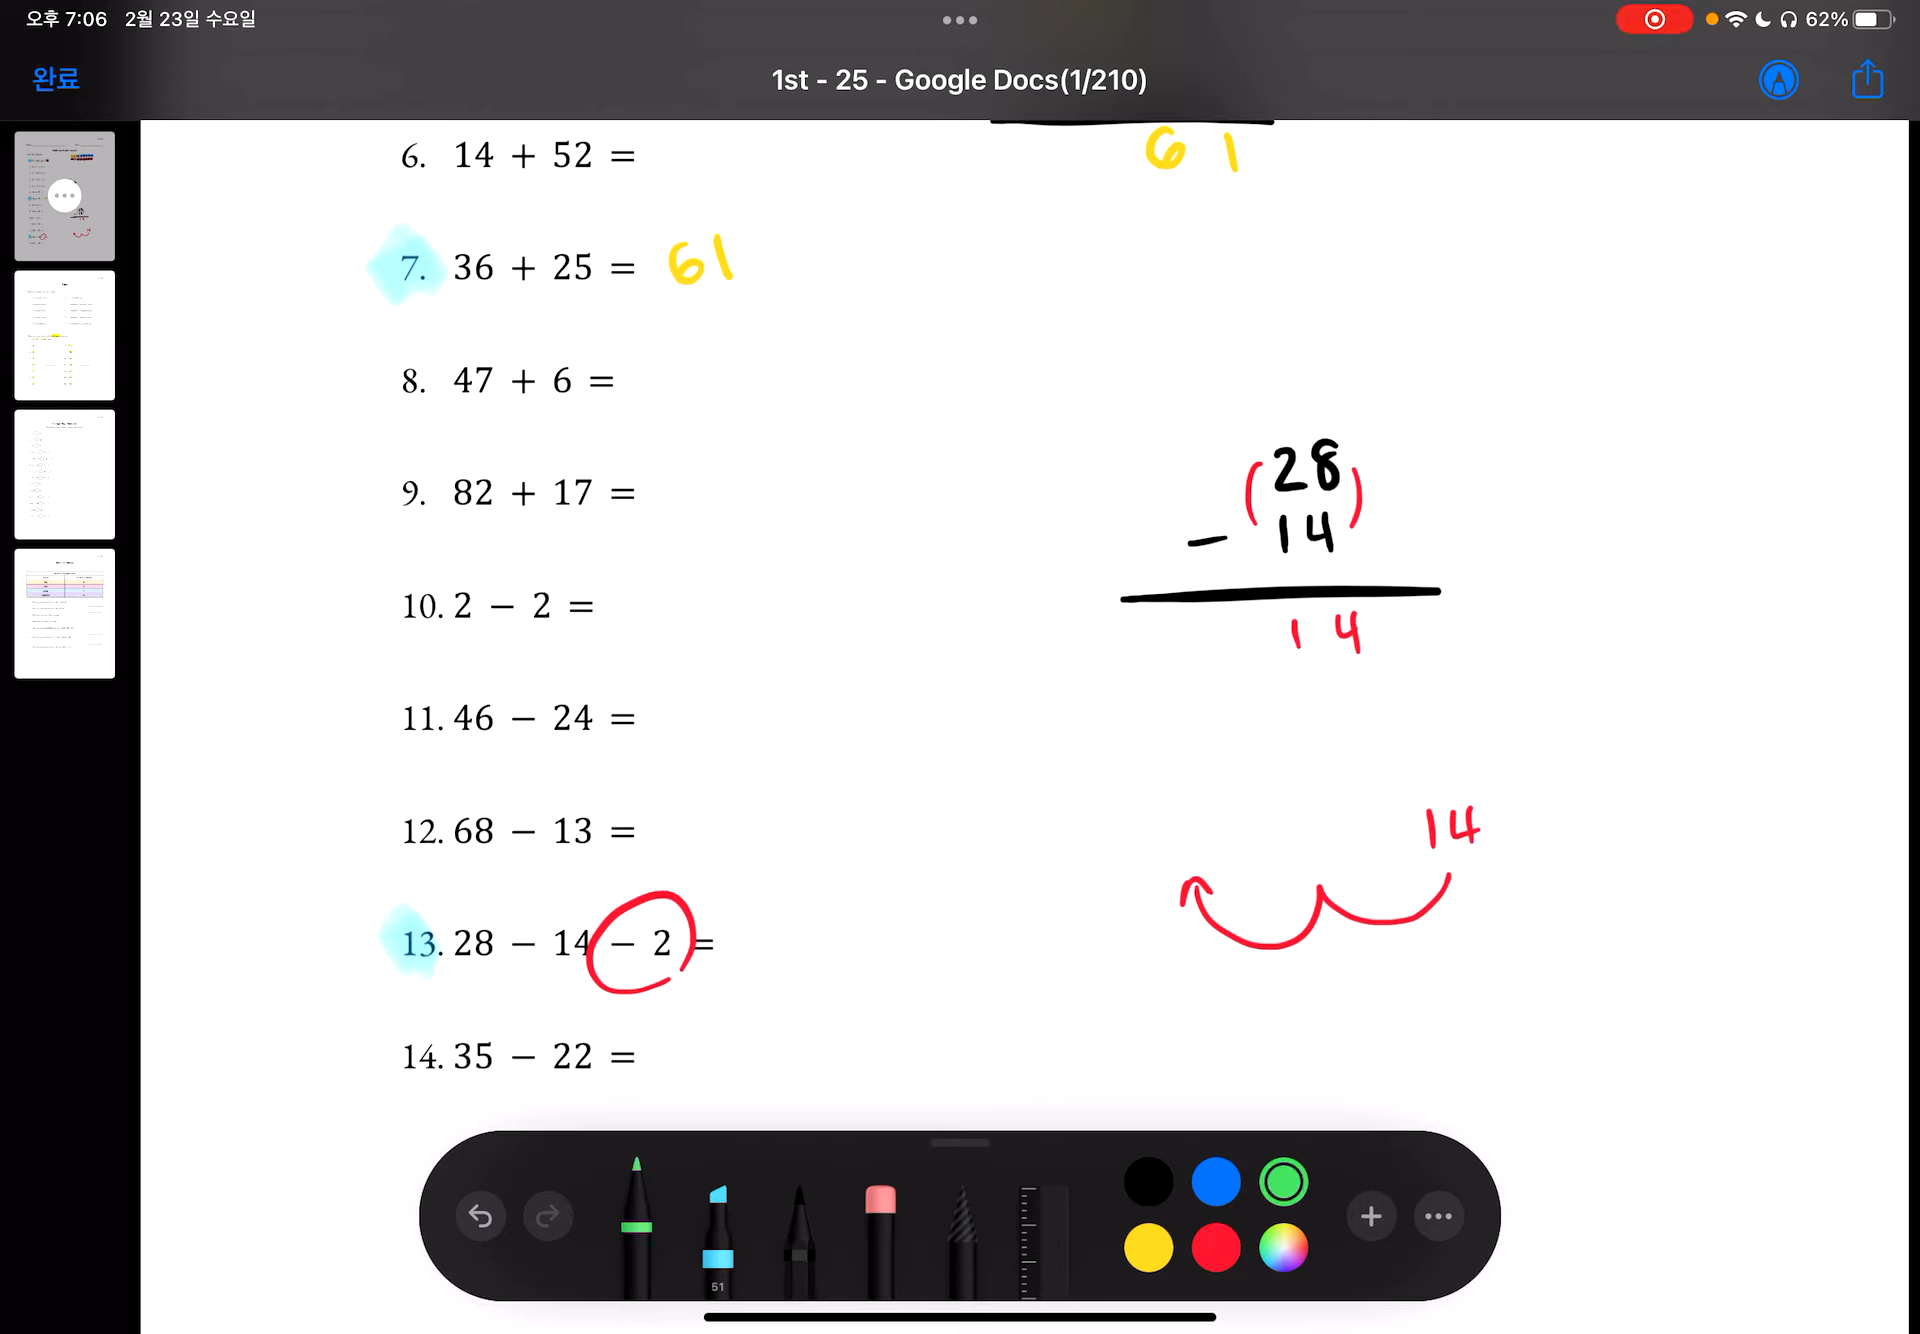 오후 7:06 2월 23일 수요일
62%
완료
1st - 25 - Google Docs(1/210)
6. 14 + 52 =
61
7. 36 + 25 = 61
8. 47 + 6 =
9. 82 + 17 =
10. 2 − 2 =
11. 46 − 24 =
12. 68 − 13 =
13. 28 − 14 − 2 =
14. 35 − 22 =
(28)
− 14
14
14
51